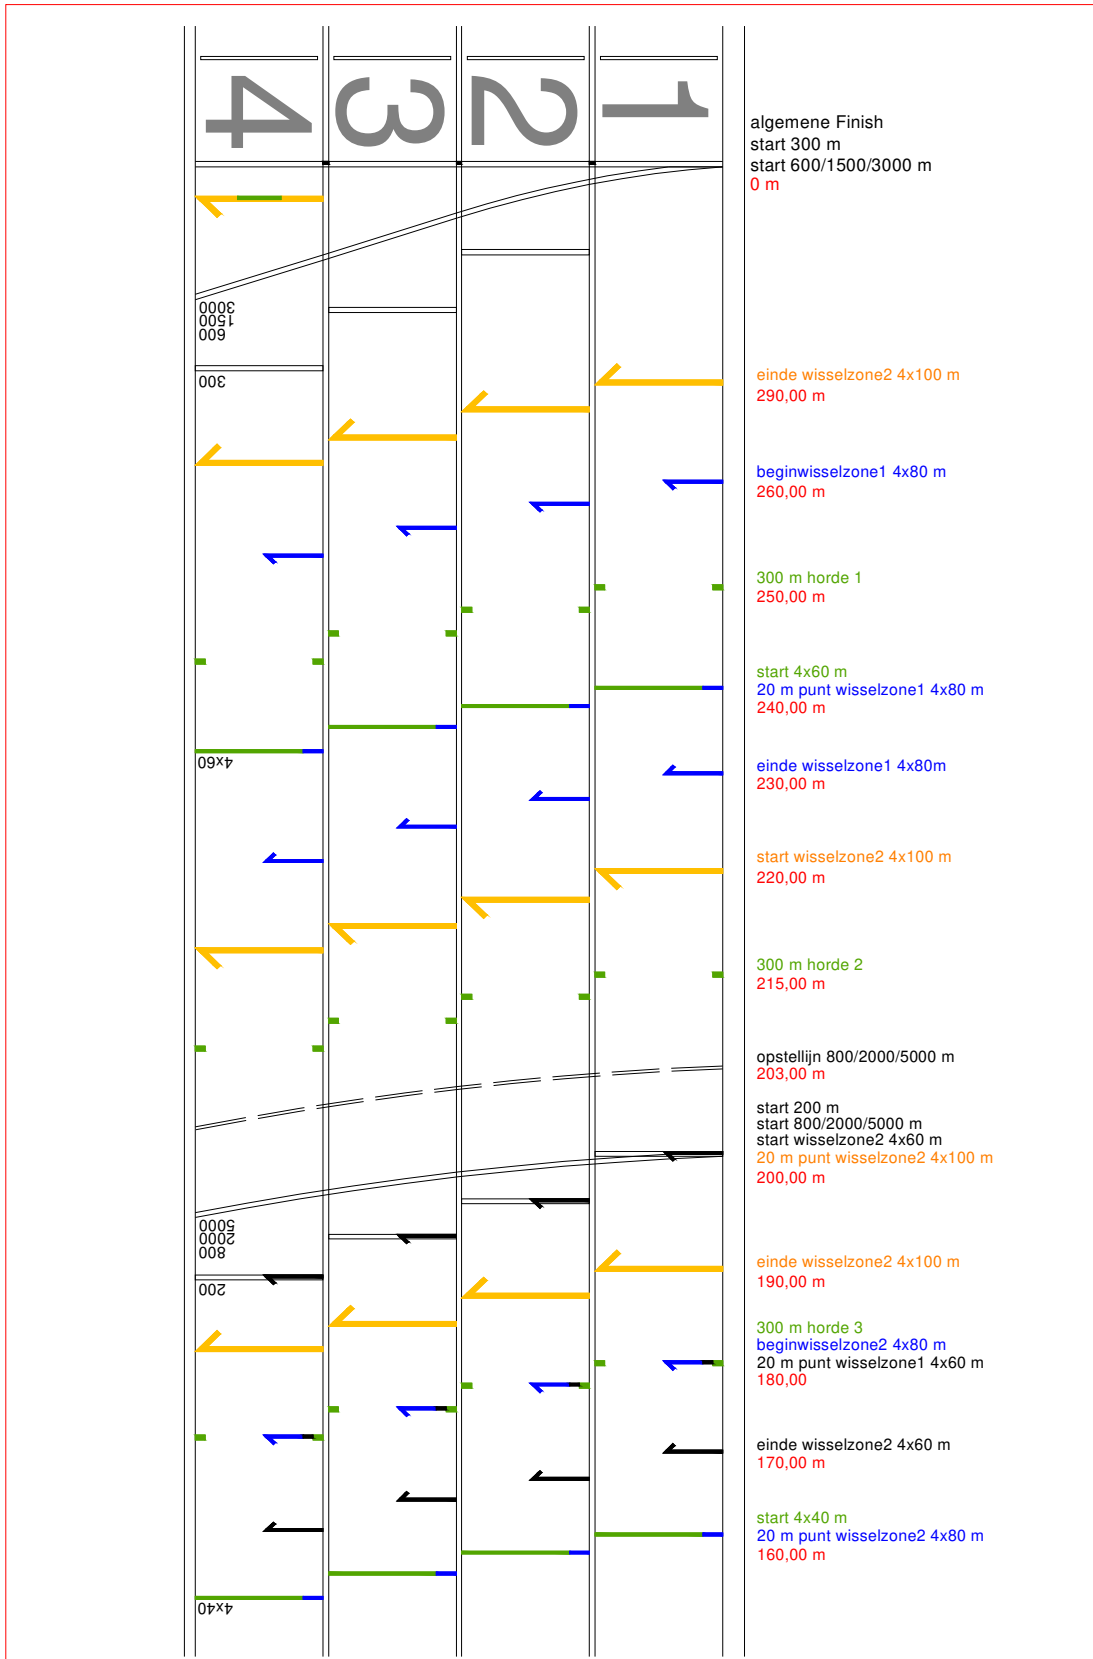 4
3
2
1
algemene Finish
start 300 m
start 600/1500/3000 m
0 m
3000
1500
600
300
einde wisselzone2 4x100 m
290,00 m
beginwisselzone1 4x80 m
260,00 m
300 m horde 1
250,00 m
start 4x60 m
20 m punt wisselzone1 4x80 m
240,00 m
4x60
einde wisselzone1 4x80m
230,00 m
start wisselzone2 4x100 m
220,00 m
300 m horde 2
215,00 m
opstellijn 800/2000/5000 m
203,00 m
start 200 m
start 800/2000/5000 m
start wisselzone2 4x60 m
20 m punt wisselzone2 4x100 m
200,00 m
5000
2000
800
200
einde wisselzone2 4x100 m
190,00 m
300 m horde 3
beginwisselzone2 4x80 m
20 m punt wisselzone1 4x60 m
180,00
einde wisselzone2 4x60 m
170,00 m
start 4x40 m
20 m punt wisselzone2 4x80 m
160,00 m
4x40